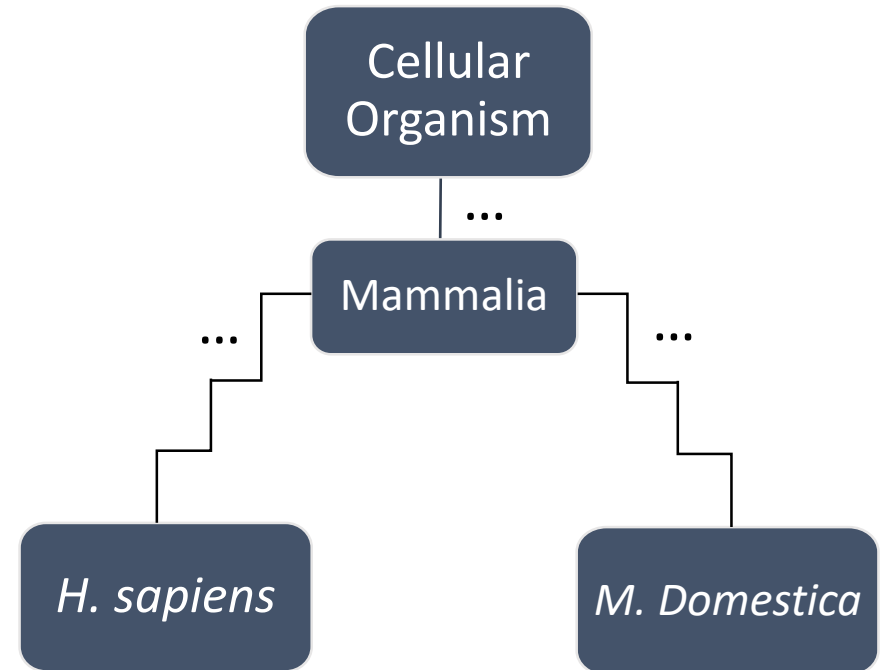 Cellular
Organism
...
Mammalia
...
...
H. sapiens
M. Domestica